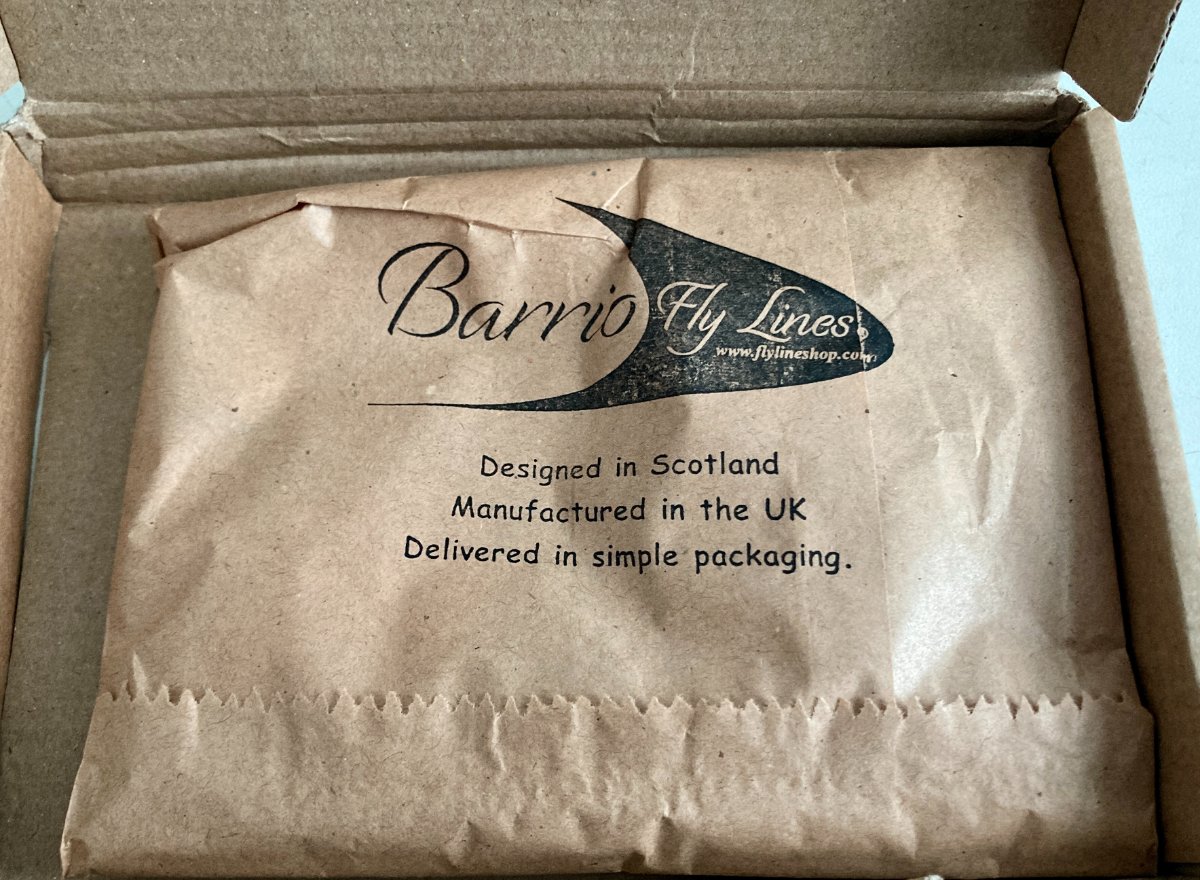 Barrio Fly Lines®
www.flylineshop.com
Designed in Scotland
Manufactured in the UK
Delivered in simple packaging.